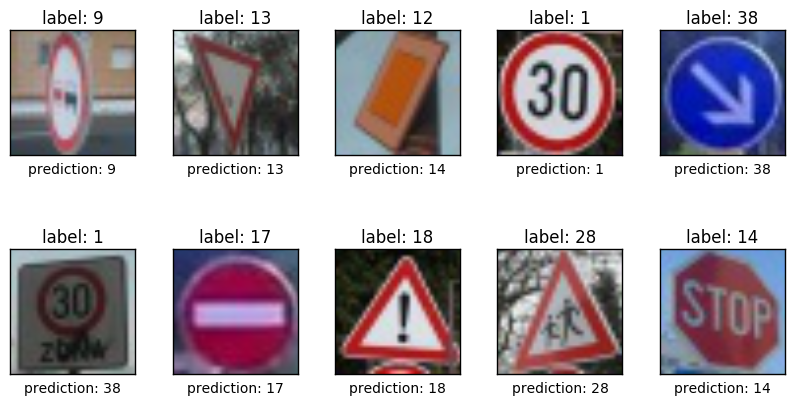 label: 9
label: 13
label: 12
label: 1
label: 38
30
prediction: 9
prediction: 13
prediction: 14
prediction: 1
prediction: 38
label: 1
label: 17
label: 18
label: 28
label: 14
30
!
STOP
prediction: 38
prediction: 17
prediction: 18
prediction: 28
prediction: 14